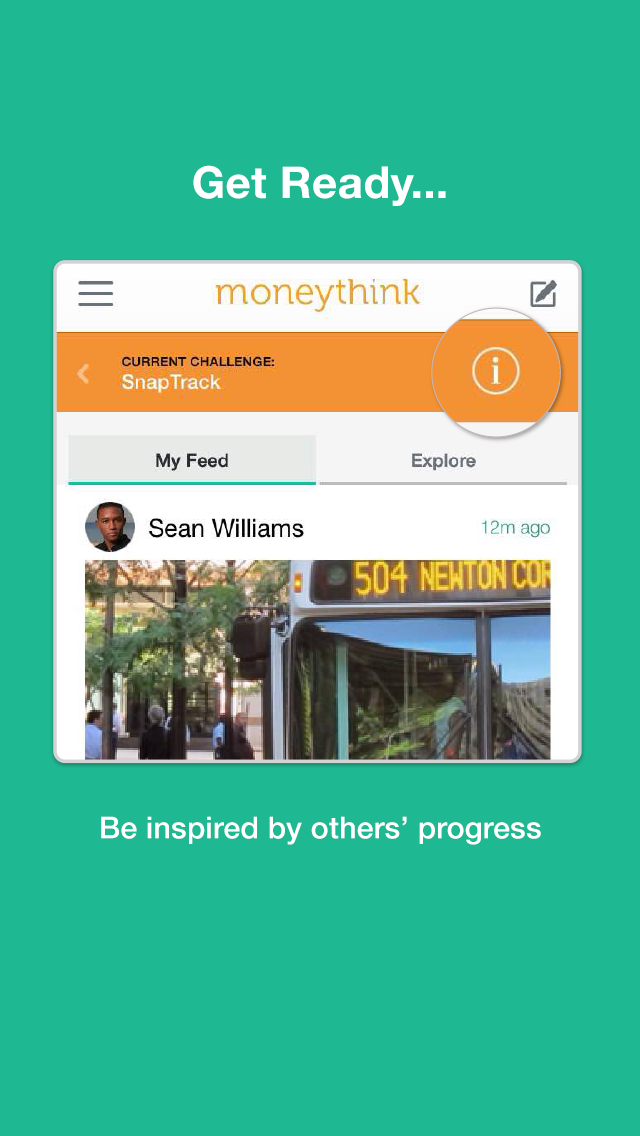 Get Ready...
moneythink
CURRENT CHALLENGE:
SnapTrack
i
My Feed
Explore
Sean Williams
12m ago
504 NEWTON COR
Be inspired by others’ progress